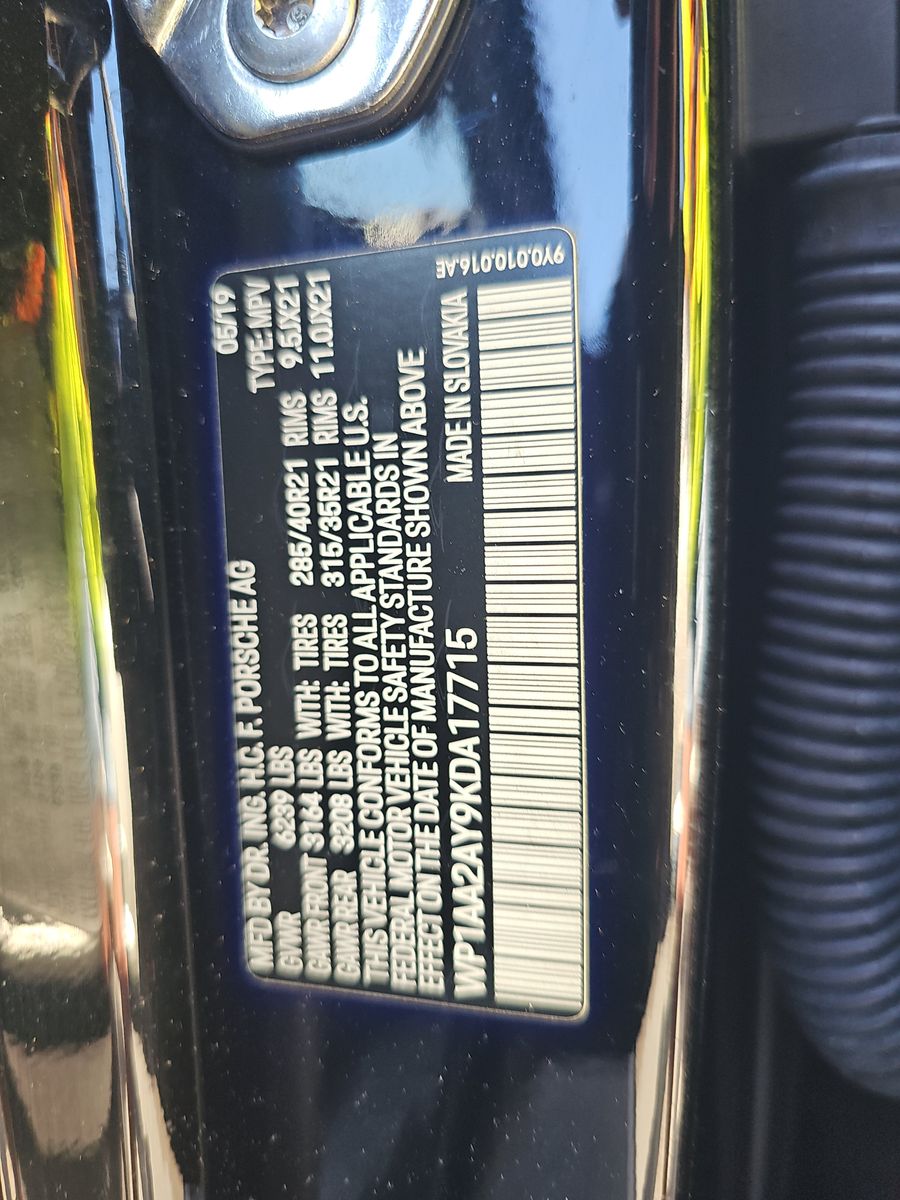 MFD BY DR. ING. H.C. F. PORSCHE AG 05/19
GVWR 6239 LBS TYPE: MPV
GAWR FRONT 3164 LBS WITH: TIRES 285/40R21 RIMS 9.5JX21
GAWR REAR 3208 LBS WITH: TIRES 315/35R21 RIMS 11.0JX21
THIS VEHICLE CONFORMS TO ALL APPLICABLE U.S.
FEDERAL MOTOR VEHICLE SAFETY STANDARDS IN
EFFECT ON THE DATE OF MANUFACTURE SHOWN ABOVE
WP1AA2AY9KDA17715 MADE IN SLOVAKIA
9Y0.010.016.AE